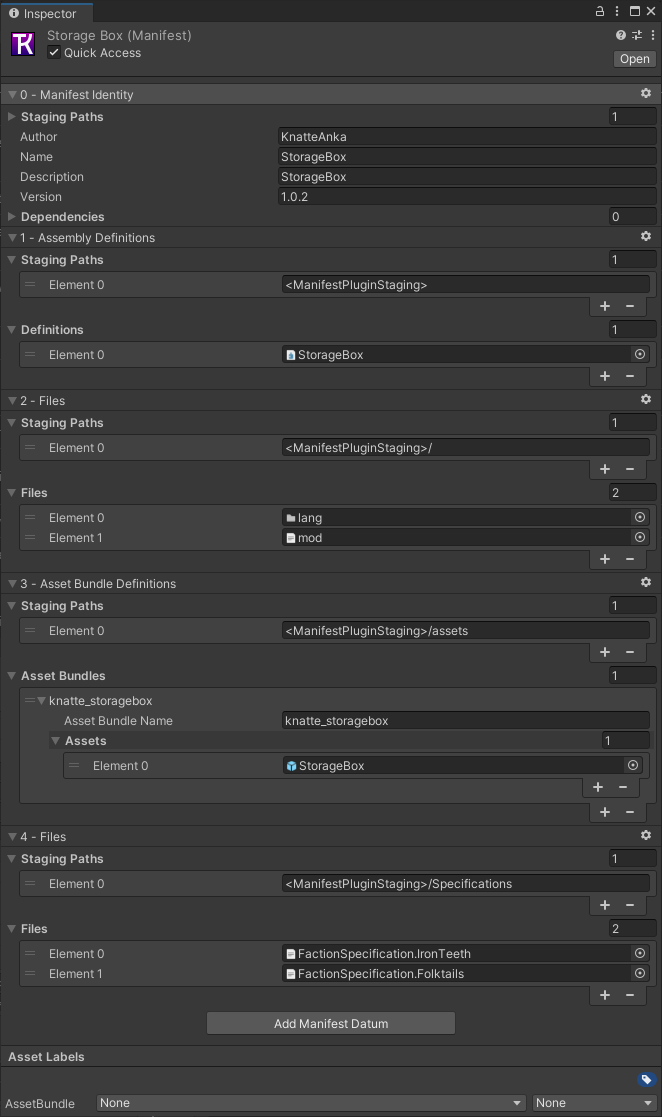 Inspector
Storage Box (Manifest)
Quick Access
Open
0 - Manifest Identity
Staging Paths 1
Author KnatteAnka
Name StorageBox
Description StorageBox
Version 1.0.2
Dependencies 0
1 - Assembly Definitions
Staging Paths 1
Element 0 <ManifestPluginStaging>
+ -
Definitions 1
Element 0 StorageBox
+ -
2 - Files
Staging Paths 1
Element 0 <ManifestPluginStaging>/
+ -
Files 2
Element 0 lang
Element 1 mod
+ -
3 - Asset Bundle Definitions
Staging Paths 1
Element 0 <ManifestPluginStaging>/assets
+ -
Asset Bundles 1
knatte_storagebox
Asset Bundle Name knatte_storagebox
Assets 1
Element 0 StorageBox
+ -
+ -
4 - Files
Staging Paths 1
Element 0 <ManifestPluginStaging>/Specifications
+ -
Files 2
Element 0 FactionSpecification.IronTeeth
Element 1 FactionSpecification.Folktails
+ -
Add Manifest Datum
Asset Labels
AssetBundle None None